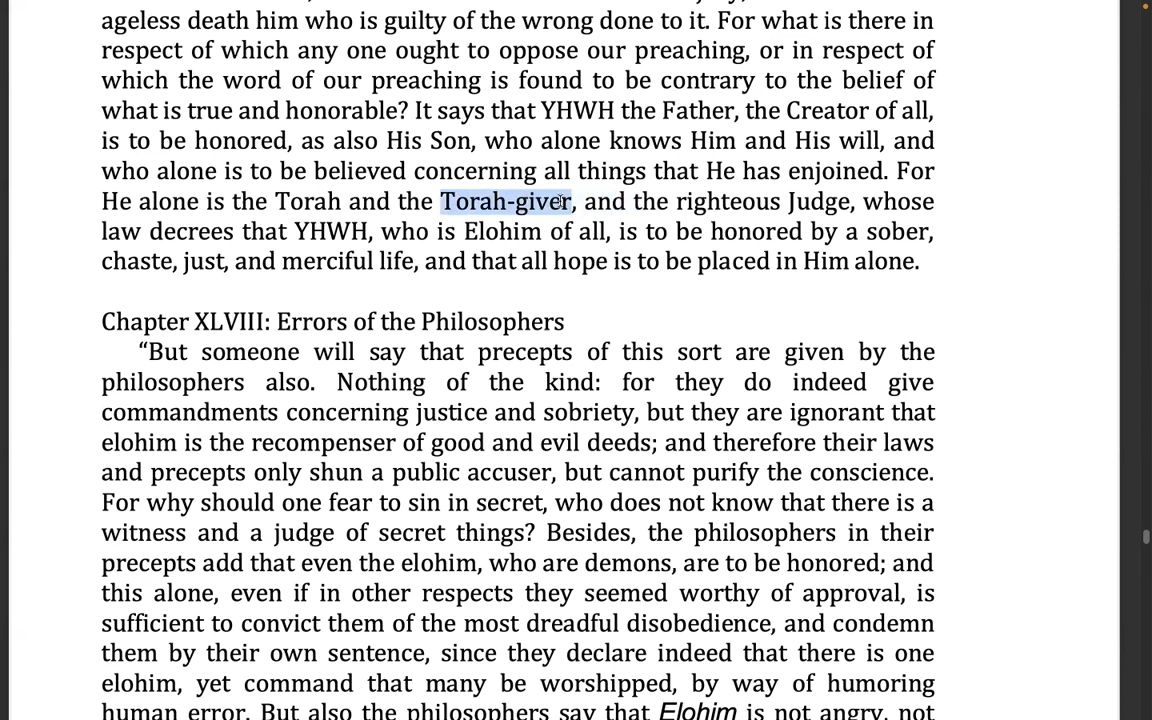 ageless death him who is guilty of the wrong done to it. For what is there in
respect of which any one ought to oppose our preaching, or in respect of
which the word of our preaching is found to be contrary to the belief of
what is true and honorable? It says that YHWH the Father, the Creator of all,
is to be honored, as also His Son, who alone knows Him and His will, and
who alone is to be believed concerning all things that He has enjoined. For
He alone is the Torah and the Torah-giver, and the righteous Judge, whose
law decrees that YHWH, who is Elohim of all, is to be honored by a sober,
chaste, just, and merciful life, and that all hope is to be placed in Him alone.
Chapter XLVIII: Errors of the Philosophers
“But someone will say that precepts of this sort are given by the
philosophers also. Nothing of the kind: for they do indeed give
commandments concerning justice and sobriety, but they are ignorant that
elohim is the recompenser of good and evil deeds; and therefore their laws
and precepts only shun a public accuser, but cannot purify the conscience.
For why should one fear to sin in secret, who does not know that there is a
witness and a judge of secret things? Besides, the philosophers in their
precepts add that even the elohim, who are demons, are to be honored; and
this alone, even if in other respects they seemed worthy of approval, is
sufficient to convict them of the most dreadful disobedience, and condemn
them by their own sentence, since they declare indeed that there is one
elohim, yet command that many be worshipped, by way of humoring
human error. But also the philosophers say that Elohim is not angry, not